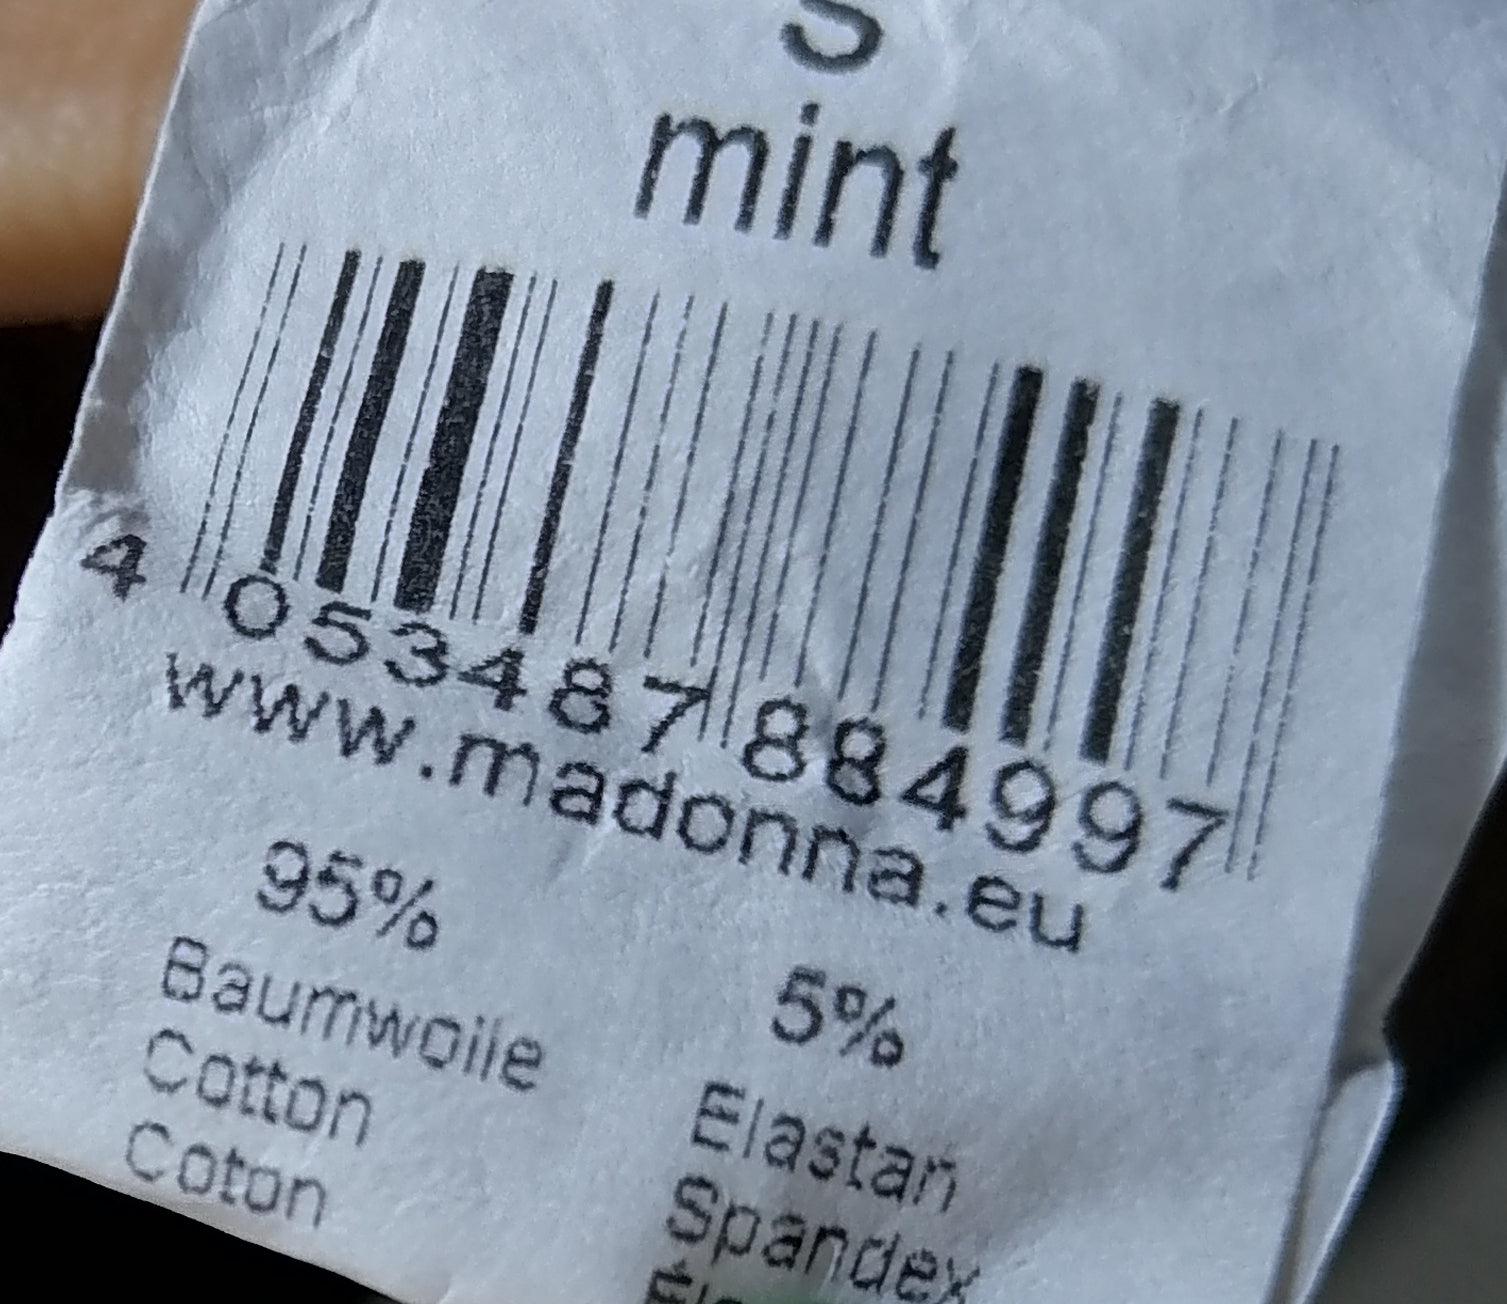 S
mint
4 053487 884997
www.madonna.eu
95%
Baumwolle
Cotton
Coton
5%
Elastan
Spandex